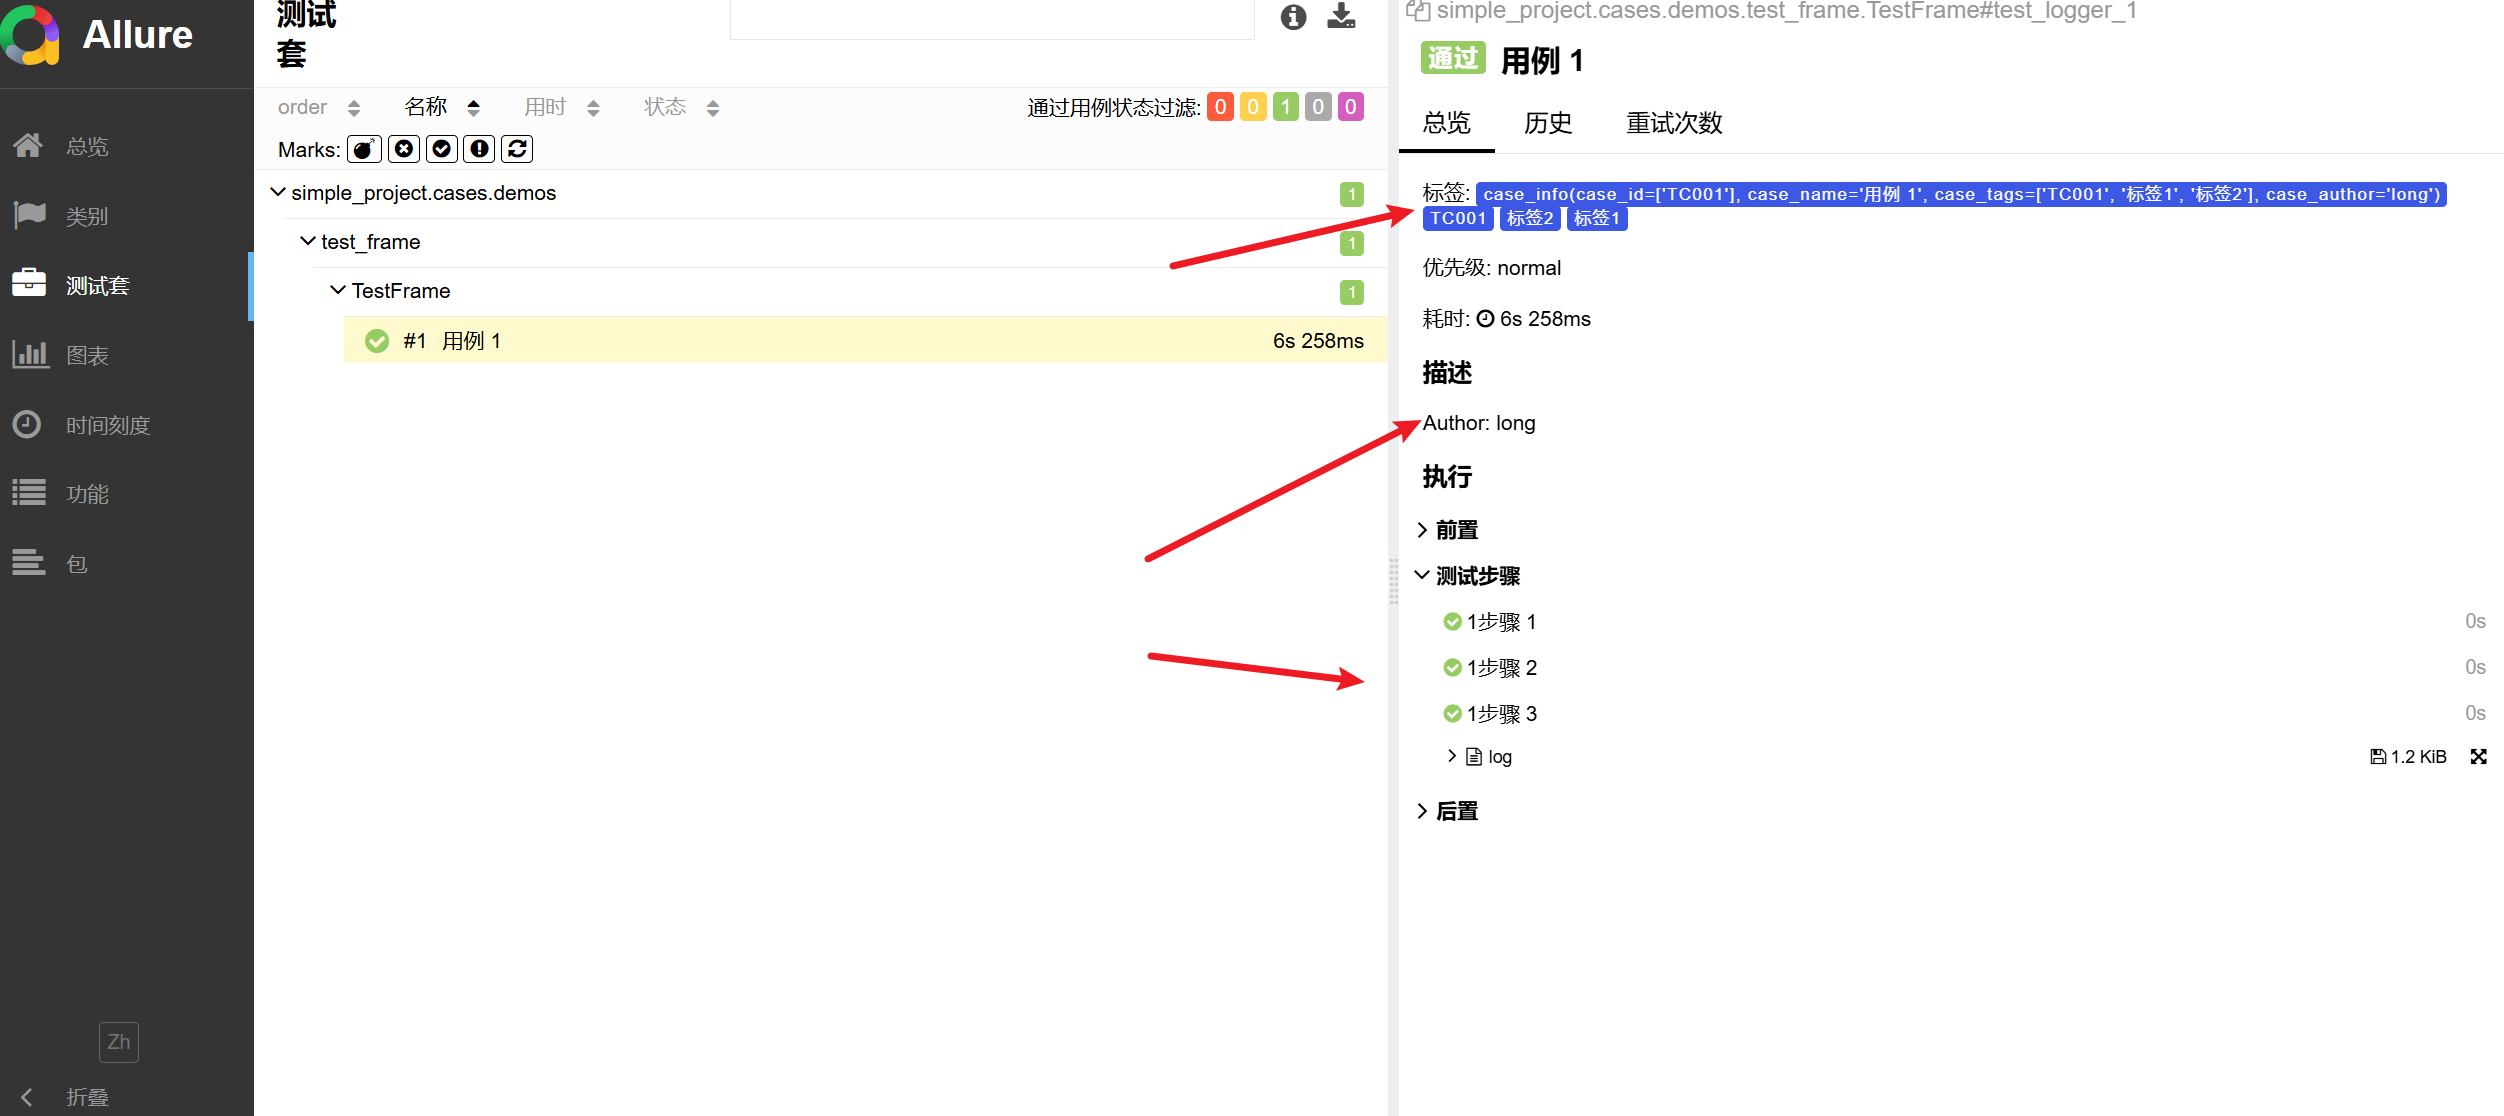 Allure
总览
类别
测试套
图表
时间刻度
功能
包
Zh
折叠
测试
套
order 名称 用时 状态 通过用例状态过滤: 0 0 1 0 0
Marks:
simple_project.cases.demos 1
test_frame 1
TestFrame 1
#1 用例 1 6s 258ms
simple_project.cases.demos.test_frame.TestFrame#test_logger_1
通过 用例 1
总览 历史 重试次数
标签: case_info(case_id=['TC001'], case_name='用例 1', case_tags=['TC001', '标签1', '标签2'], case_author='long')
TC001 标签2 标签1
优先级: normal
耗时: 6s 258ms
描述
Author: long
执行
前置
测试步骤
1步骤 1 0s
1步骤 2 0s
1步骤 3 0s
log 1.2 KiB
后置